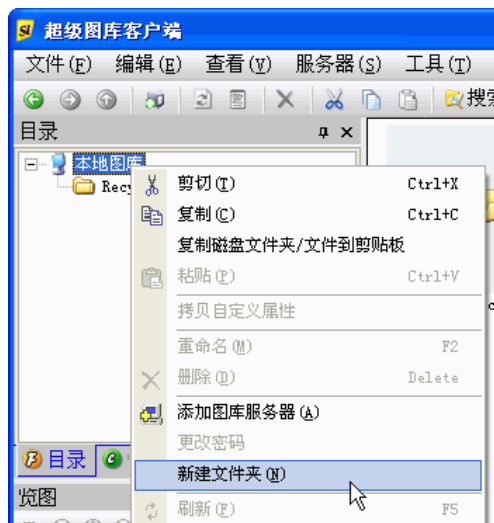 超级图库客户端
文件(F) 编辑(E) 查看(V) 服务器(S) 工具(T)
搜索
目录
本地图库
Recy
剪切(T) Ctrl+X
复制(C) Ctrl+C
复制磁盘文件夹/文件到剪贴板
粘贴(P) Ctrl+V
拷贝自定义属性
重命名(M) F2
删除(D) Delete
添加图库服务器(A)
更改密码
目录
新建文件夹(N)
览图
刷新(F) F5